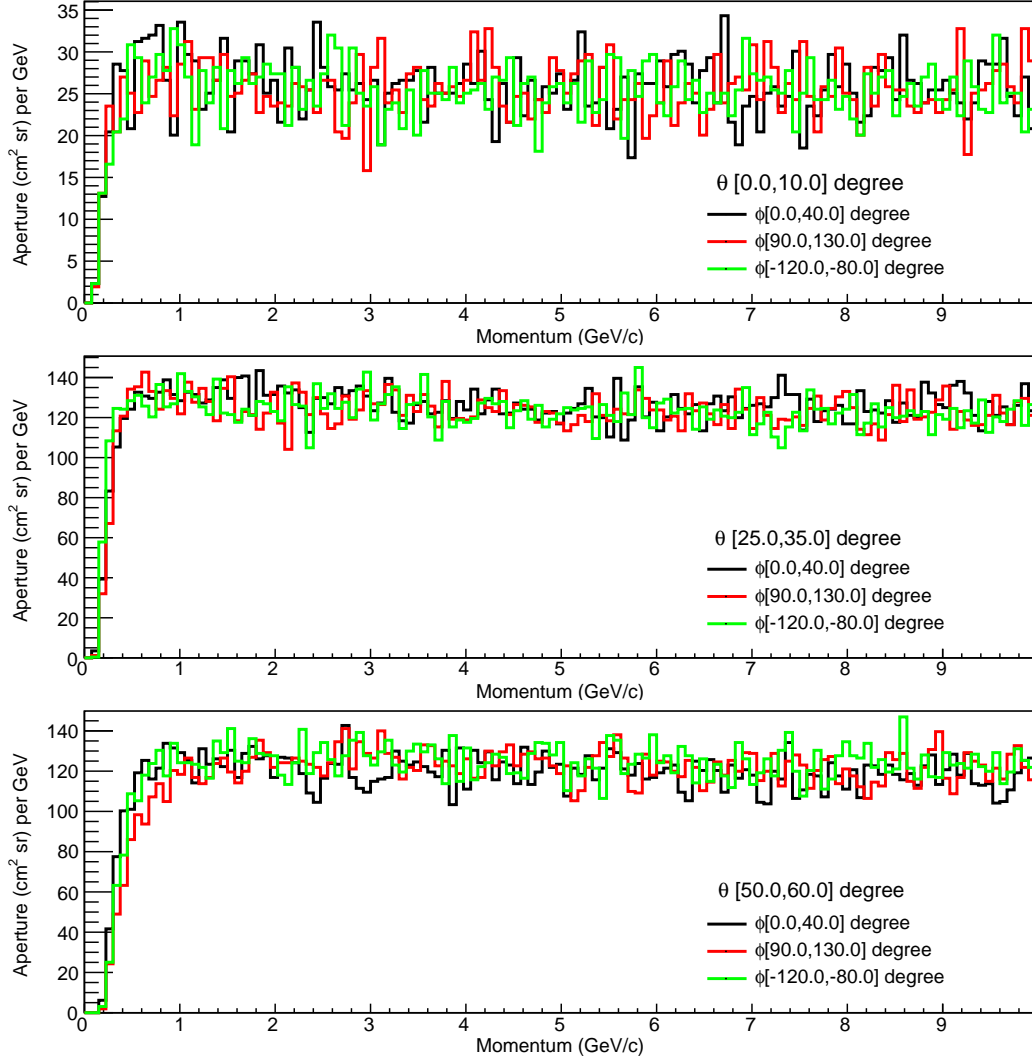 Aperture (cm² sr) per GeV
35
30
25
20
15
10
5
0
θ [0.0,10.0] degree
ϕ[0.0,40.0] degree
ϕ[90.0,130.0] degree
ϕ[-120.0,-80.0] degree
0 1 2 3 4 5 6 7 8 9
Momentum (GeV/c)
Aperture (cm² sr) per GeV
140
120
100
80
60
40
20
0
θ [25.0,35.0] degree
ϕ[0.0,40.0] degree
ϕ[90.0,130.0] degree
ϕ[-120.0,-80.0] degree
0 1 2 3 4 5 6 7 8 9
Momentum (GeV/c)
Aperture (cm² sr) per GeV
140
120
100
80
60
40
20
0
θ [50.0,60.0] degree
ϕ[0.0,40.0] degree
ϕ[90.0,130.0] degree
ϕ[-120.0,-80.0] degree
0 1 2 3 4 5 6 7 8 9
Momentum (GeV/c)